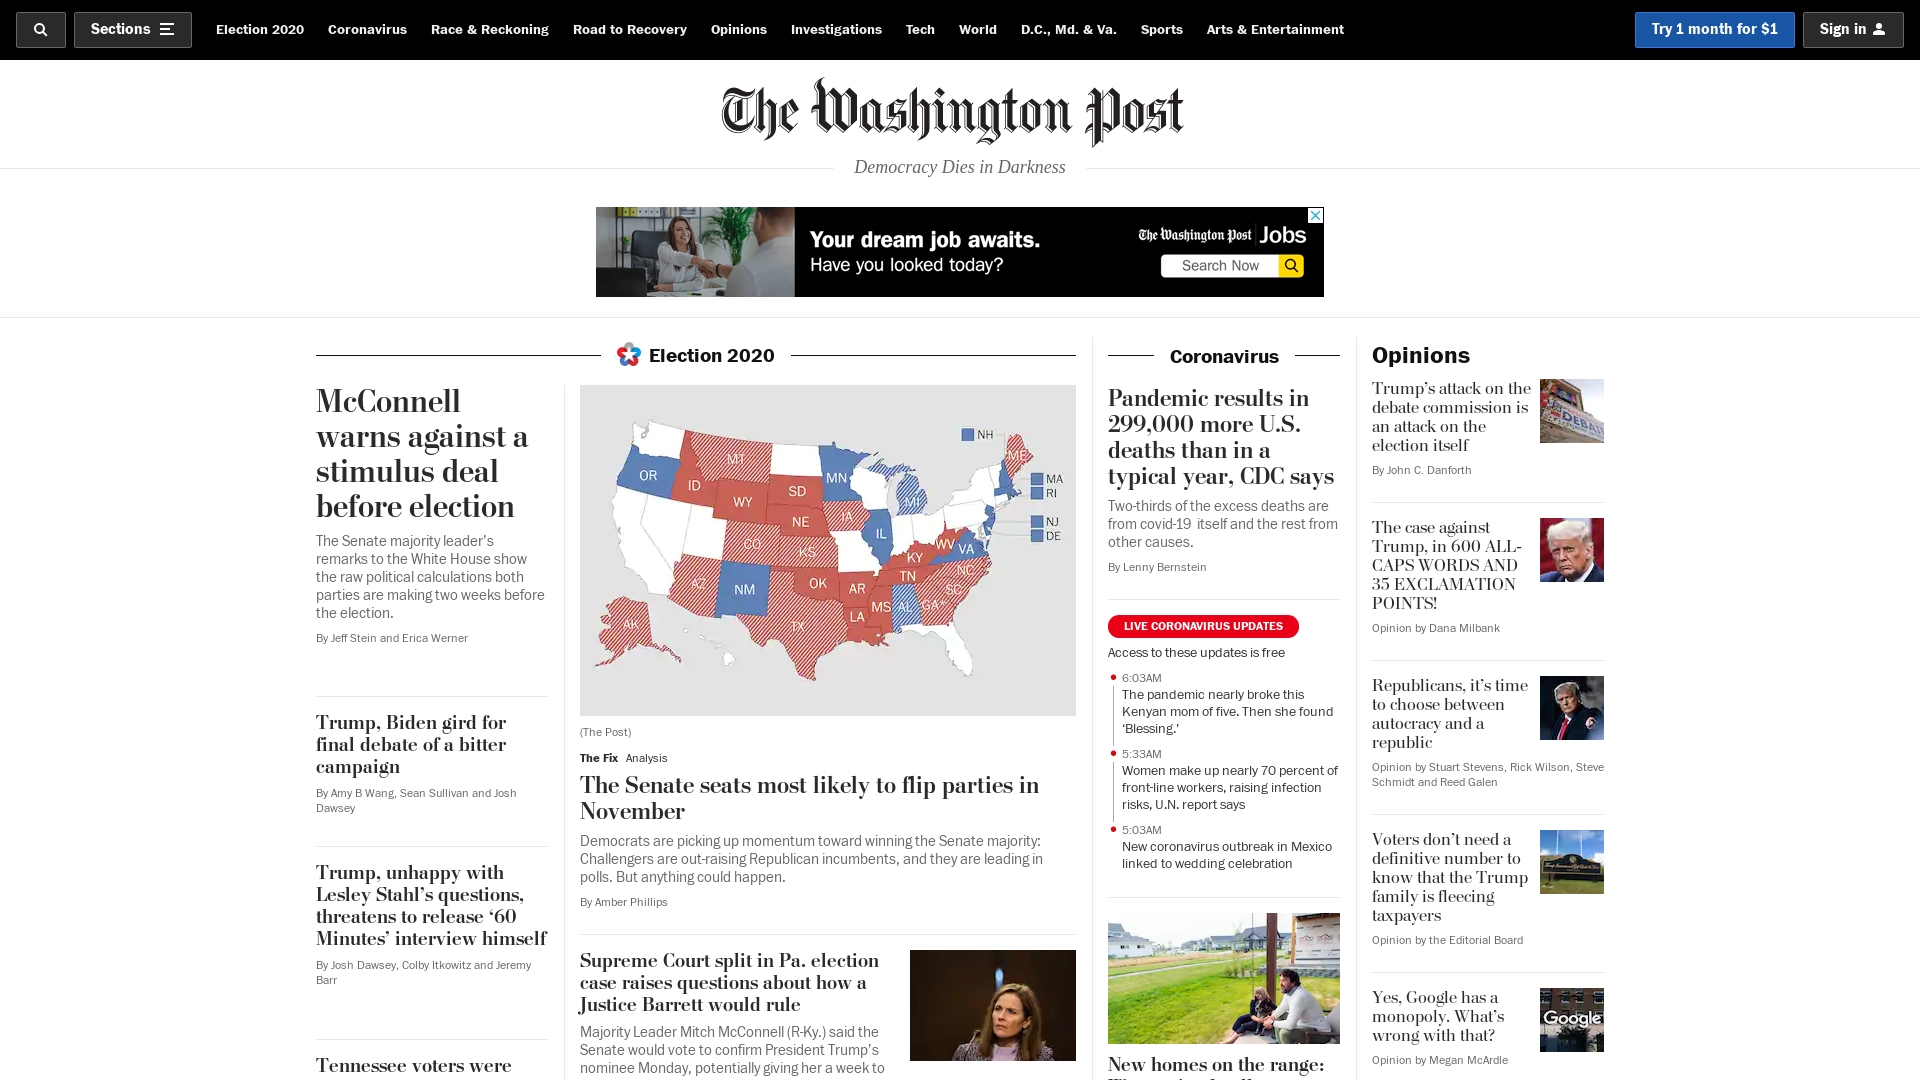 Sections
Election 2020
Coronavirus
Race & Reckoning
Road to Recovery
Opinions
Investigations
Tech
World
D.C., Md. & Va.
Sports
Arts & Entertainment
Try 1 month for $1
Sign in
The Washington Post
Democracy Dies in Darkness
Your dream job awaits.
Have you looked today?
The Washington Post Jobs
Search Now
Election 2020
McConnell
warns against a
stimulus deal
before election
The Senate majority leader's
remarks to the White House show
the raw political calculations both
parties are making two weeks before
the election.
By Jeff Stein and Erica Werner
Trump, Biden gird for
final debate of a bitter
campaign
By Amy B Wang, Sean Sullivan and Josh
Dawsey
Trump, unhappy with
Lesley Stahl's questions,
threatens to release ‘60
Minutes’ interview himself
By Josh Dawsey, Colby Itkowitz and Jeremy
Barr
Tennessee voters were
NH
ME
MT
OR
MN
MA
ID
SD
RI
WY
MI
IA
NE
NJ
IL
DE
CO
WV
VA
KS
KY
NC
TN
AZ
OK
AR
NM
SC
MS
AL
GA*
LA
TX
AK
(The Post)
The Fix Analysis
The Senate seats most likely to flip parties in
November
Democrats are picking up momentum toward winning the Senate majority:
Challengers are out-raising Republican incumbents, and they are leading in
polls. But anything could happen.
By Amber Phillips
Supreme Court split in Pa. election
case raises questions about how a
Justice Barrett would rule
Majority Leader Mitch McConnell (R-Ky.) said the
Senate would vote to confirm President Trump's
nominee Monday, potentially giving her a week to
Coronavirus
Pandemic results in
299,000 more U.S.
deaths than in a
typical year, CDC says
Two-thirds of the excess deaths are
from covid-19 itself and the rest from
other causes.
By Lenny Bernstein
LIVE CORONAVIRUS UPDATES
Access to these updates is free
6:03AM
The pandemic nearly broke this
Kenyan mom of five. Then she found
‘Blessing.’
5:33AM
Women make up nearly 70 percent of
front-line workers, raising infection
risks, U.N. report says
5:03AM
New coronavirus outbreak in Mexico
linked to wedding celebration
New homes on the range:
Opinions
Trump’s attack on the
debate commission is
an attack on the
election itself
By John C. Danforth
The case against
Trump, in 600 ALL-
CAPS WORDS AND
35 EXCLAMATION
POINTS!
Opinion by Dana Milbank
Republicans, it’s time
to choose between
autocracy and a
republic
Opinion by Stuart Stevens, Rick Wilson, Steve
Schmidt and Reed Galen
Voters don’t need a
definitive number to
know that the Trump
family is fleecing
taxpayers
Opinion by the Editorial Board
Yes, Google has a
monopoly. What’s
wrong with that?
Opinion by Megan McArdle
Google